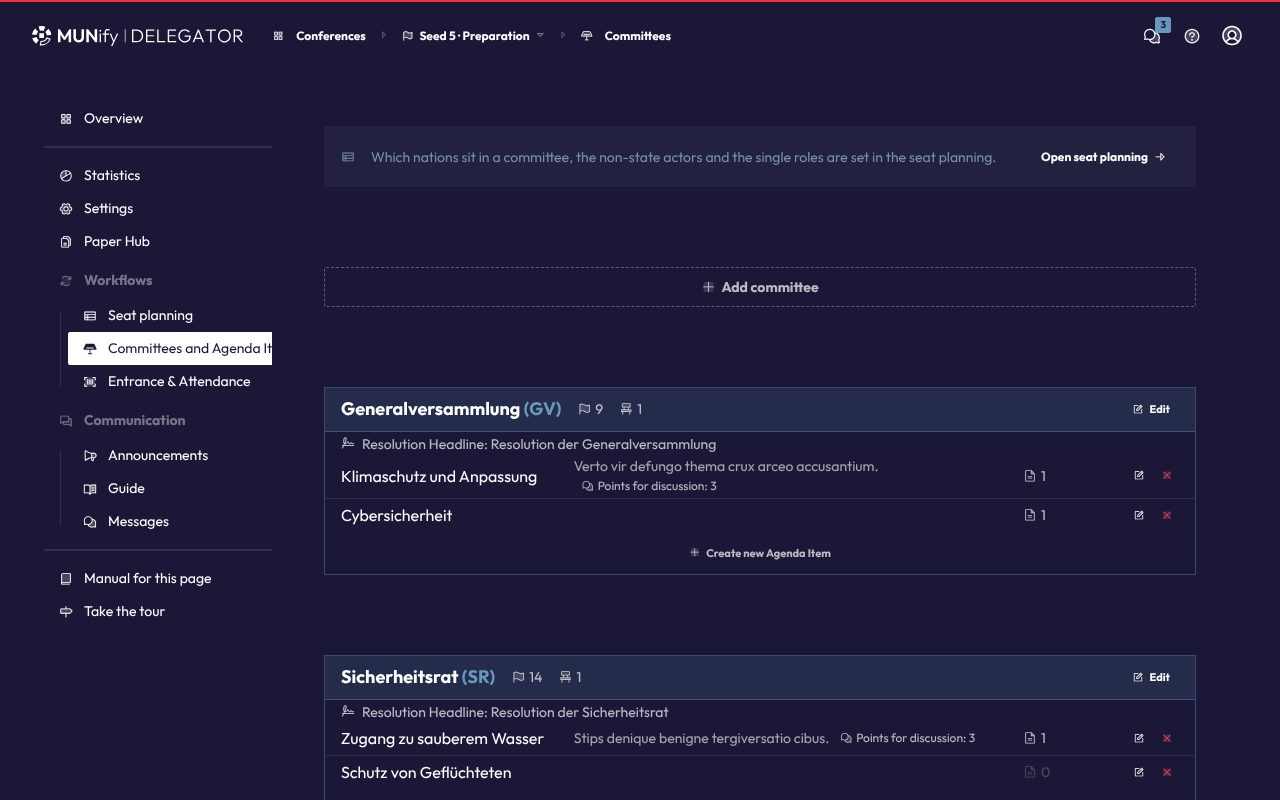 MUNify | DELEGATOR
Conferences
Seed 5 · Preparation
Committees
3
Overview
Statistics
Settings
Paper Hub
Workflows
Seat planning
Committees and Agenda It
Entrance & Attendance
Communication
Announcements
Guide
Messages
Manual for this page
Take the tour
Which nations sit in a committee, the non-state actors and the single roles are set in the seat planning.
Open seat planning
Add committee
Generalversammlung (GV) 9 1
Edit
Resolution Headline: Resolution der Generalversammlung
Klimaschutz und Anpassung
Verto vir defungo thema crux arceo accusantium.
Points for discussion: 3
1
Cybersicherheit
1
Create new Agenda Item
Sicherheitsrat (SR) 14 1
Edit
Resolution Headline: Resolution der Sicherheitsrat
Zugang zu sauberem Wasser
Stips denique benigne tergiversatio cibus.
Points for discussion: 3
1
Schutz von Geflüchteten
0